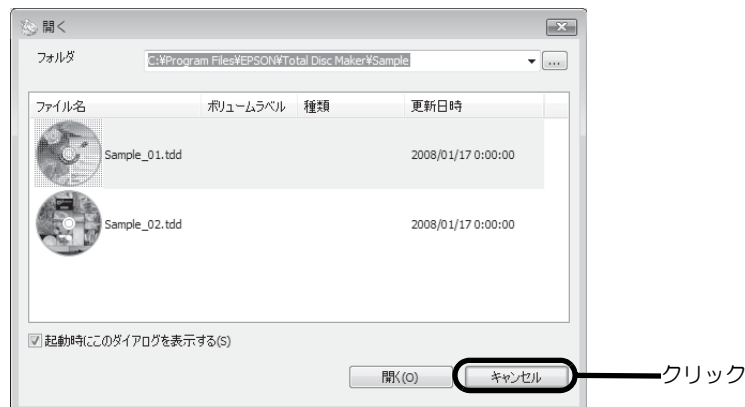 開く
フォルダ C:¥Program Files¥EPSON¥Total Disc Maker¥Sample ...
ファイル名 ボリュームラベル 種類 更新日時
Sample_01.tdd 2008/01/17 0:00:00
Sample_02.tdd 2008/01/17 0:00:00
起動時にこのダイアログを表示する(S)
開く(O) キャンセル クリック